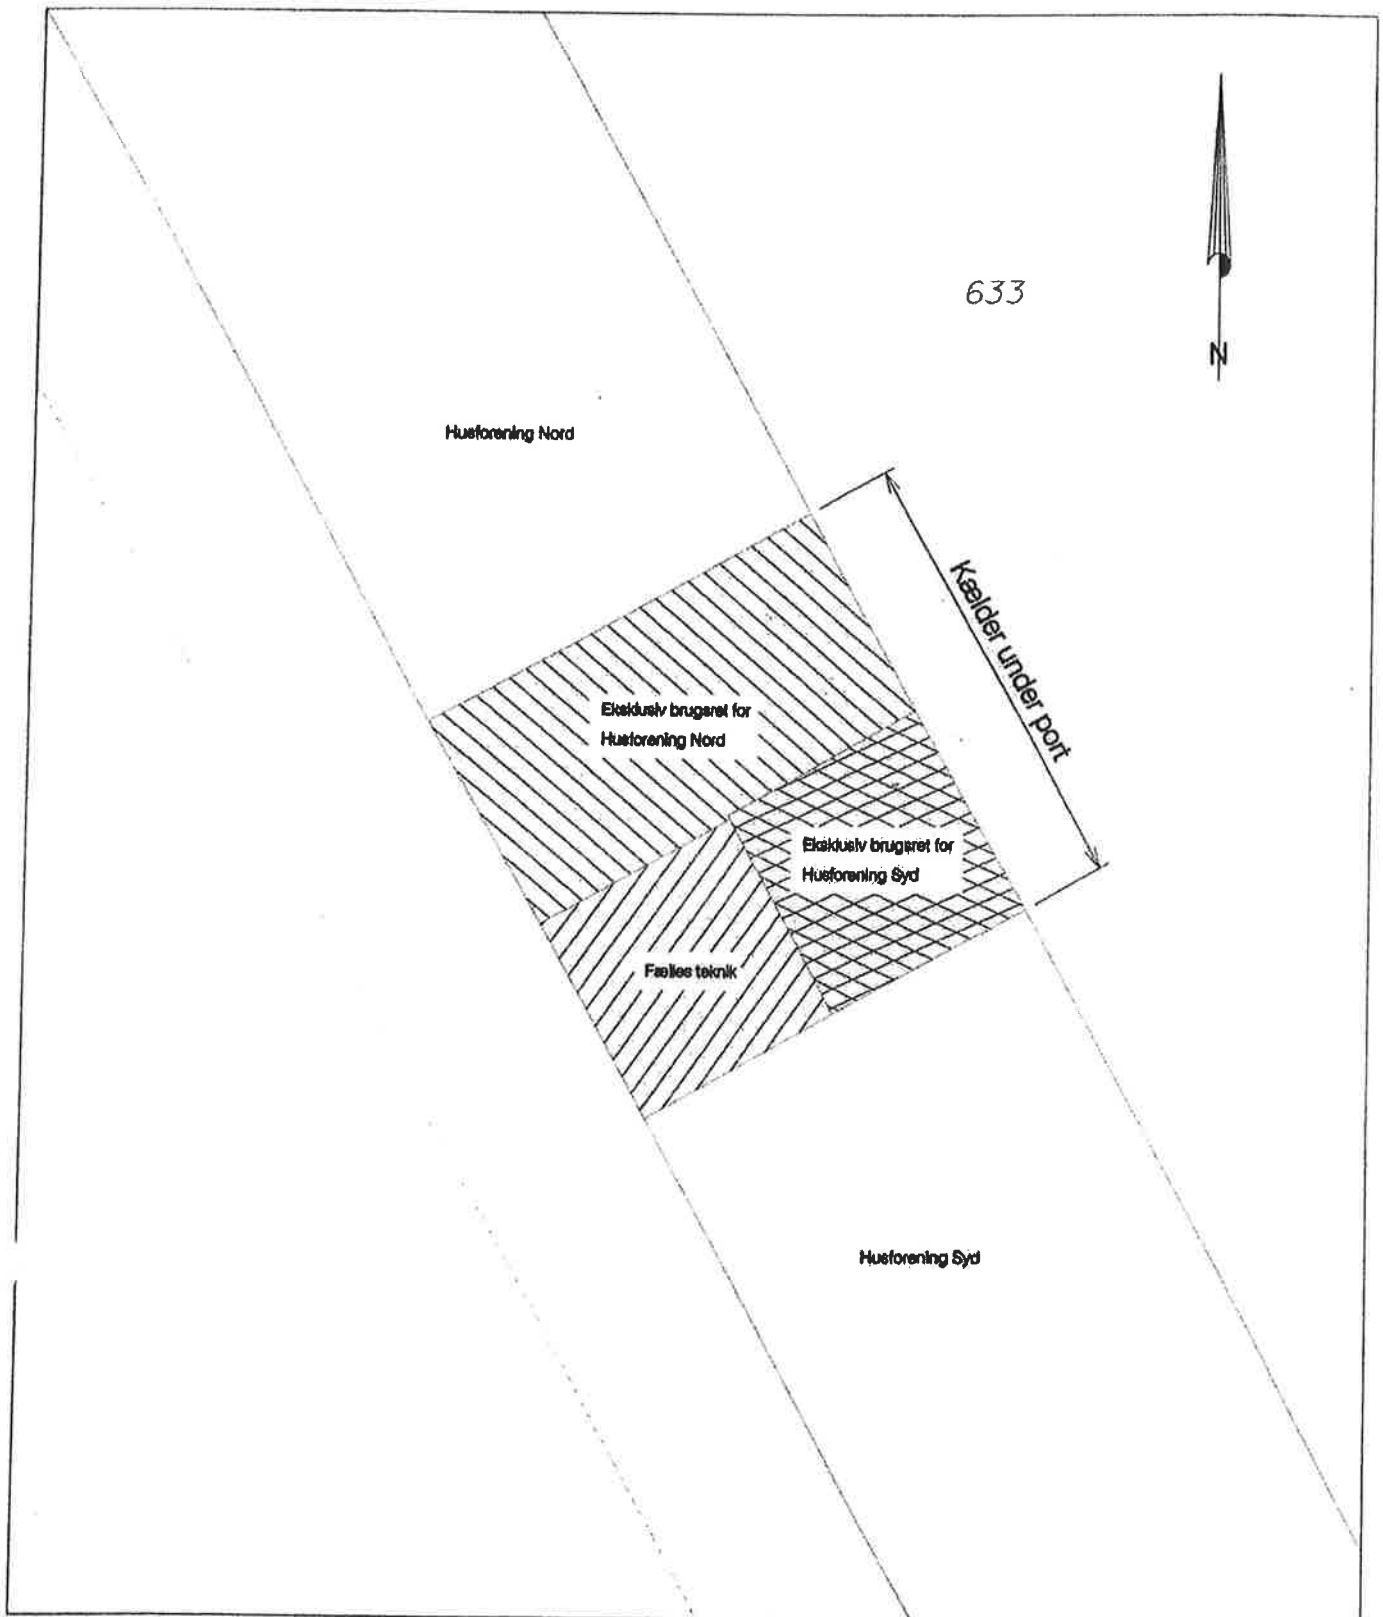 633
N
Husforening Nord
Kælder under port
Eksklusiv brugsret for
Husforening Nord
Eksklusiv brugsret for
Husforening Syd
Fælles teknik
Husforening Syd